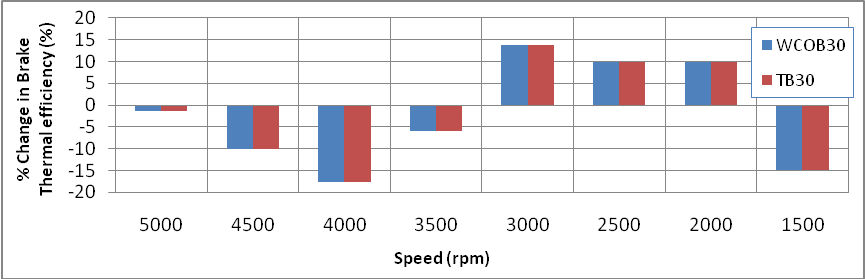 % Change in Brake
Thermal efficiency (%)
20
15
10
5
0
-5
-10
-15
-20
WCOB30
TB30
5000 4500 4000 3500 3000 2500 2000 1500
Speed (rpm)